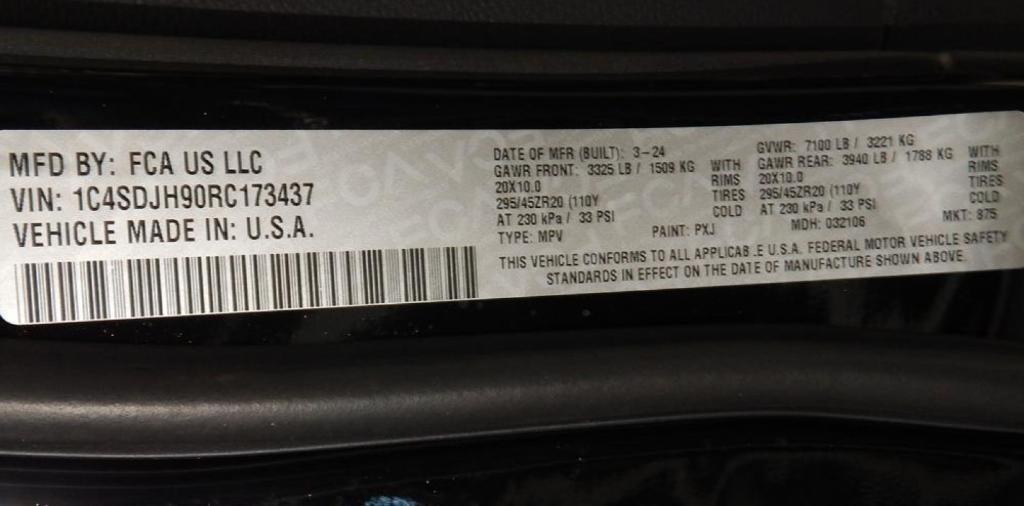 MFD BY: FCA US LLC
VIN: 1C4SDJH90RC173437
VEHICLE MADE IN: U.S.A.
DATE OF MFR (BUILT): 3-24
GAWR FRONT: 3325 LB / 1509 KG WITH
20X10.0 RIMS
295/45ZR20 (110Y TIRES
AT 230 kPa / 33 PSI COLD
TYPE: MPV PAINT: PXJ
GVWR: 7100 LB / 3221 KG
GAWR REAR: 3940 LB / 1788 KG WITH
20X10.0 RIMS
295/45ZR20 (110Y TIRES
AT 230 kPa / 33 PSI COLD
MDH: 032106 MKT: 875
THIS VEHICLE CONFORMS TO ALL APPLICAB.E U.S.A. FEDERAL MOTOR VEHICLE SAFETY
STANDARDS IN EFFECT ON THE DATE OF MANUFACTURE SHOWN ABOVE.